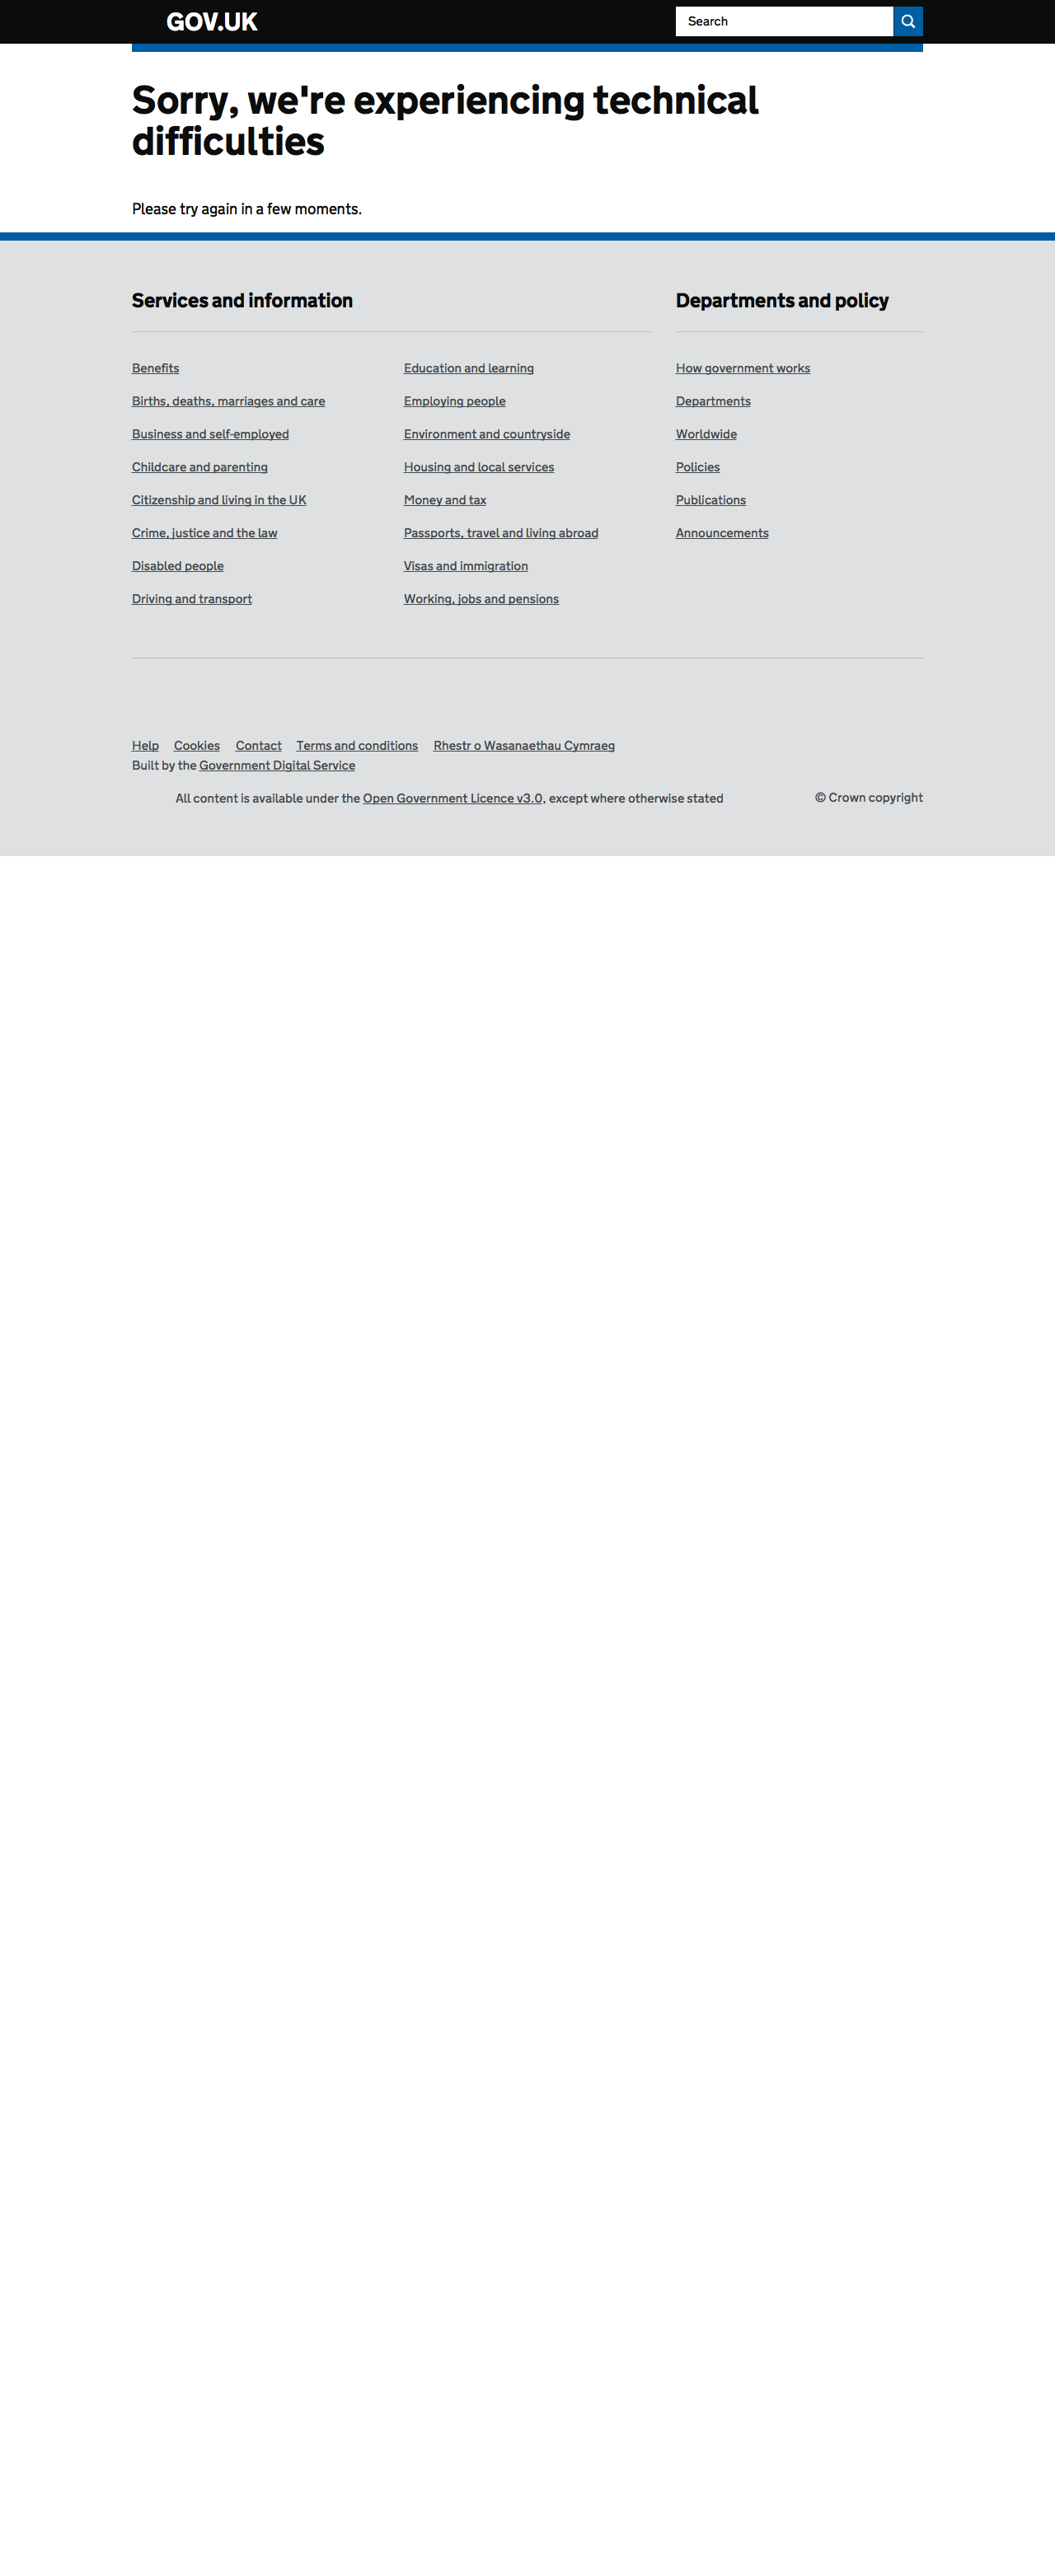 GOV.UK
Search
Sorry, we're experiencing technical
difficulties
Please try again in a few moments.
Services and information
Benefits
Births, deaths, marriages and care
Business and self-employed
Childcare and parenting
Citizenship and living in the UK
Crime, justice and the law
Disabled people
Driving and transport
Education and learning
Employing people
Environment and countryside
Housing and local services
Money and tax
Passports, travel and living abroad
Visas and immigration
Working, jobs and pensions
Departments and policy
How government works
Departments
Worldwide
Policies
Publications
Announcements
Help Cookies Contact Terms and conditions Rhestr o Wasanaethau Cymraeg
Built by the Government Digital Service
All content is available under the Open Government Licence v3.0, except where otherwise stated
© Crown copyright